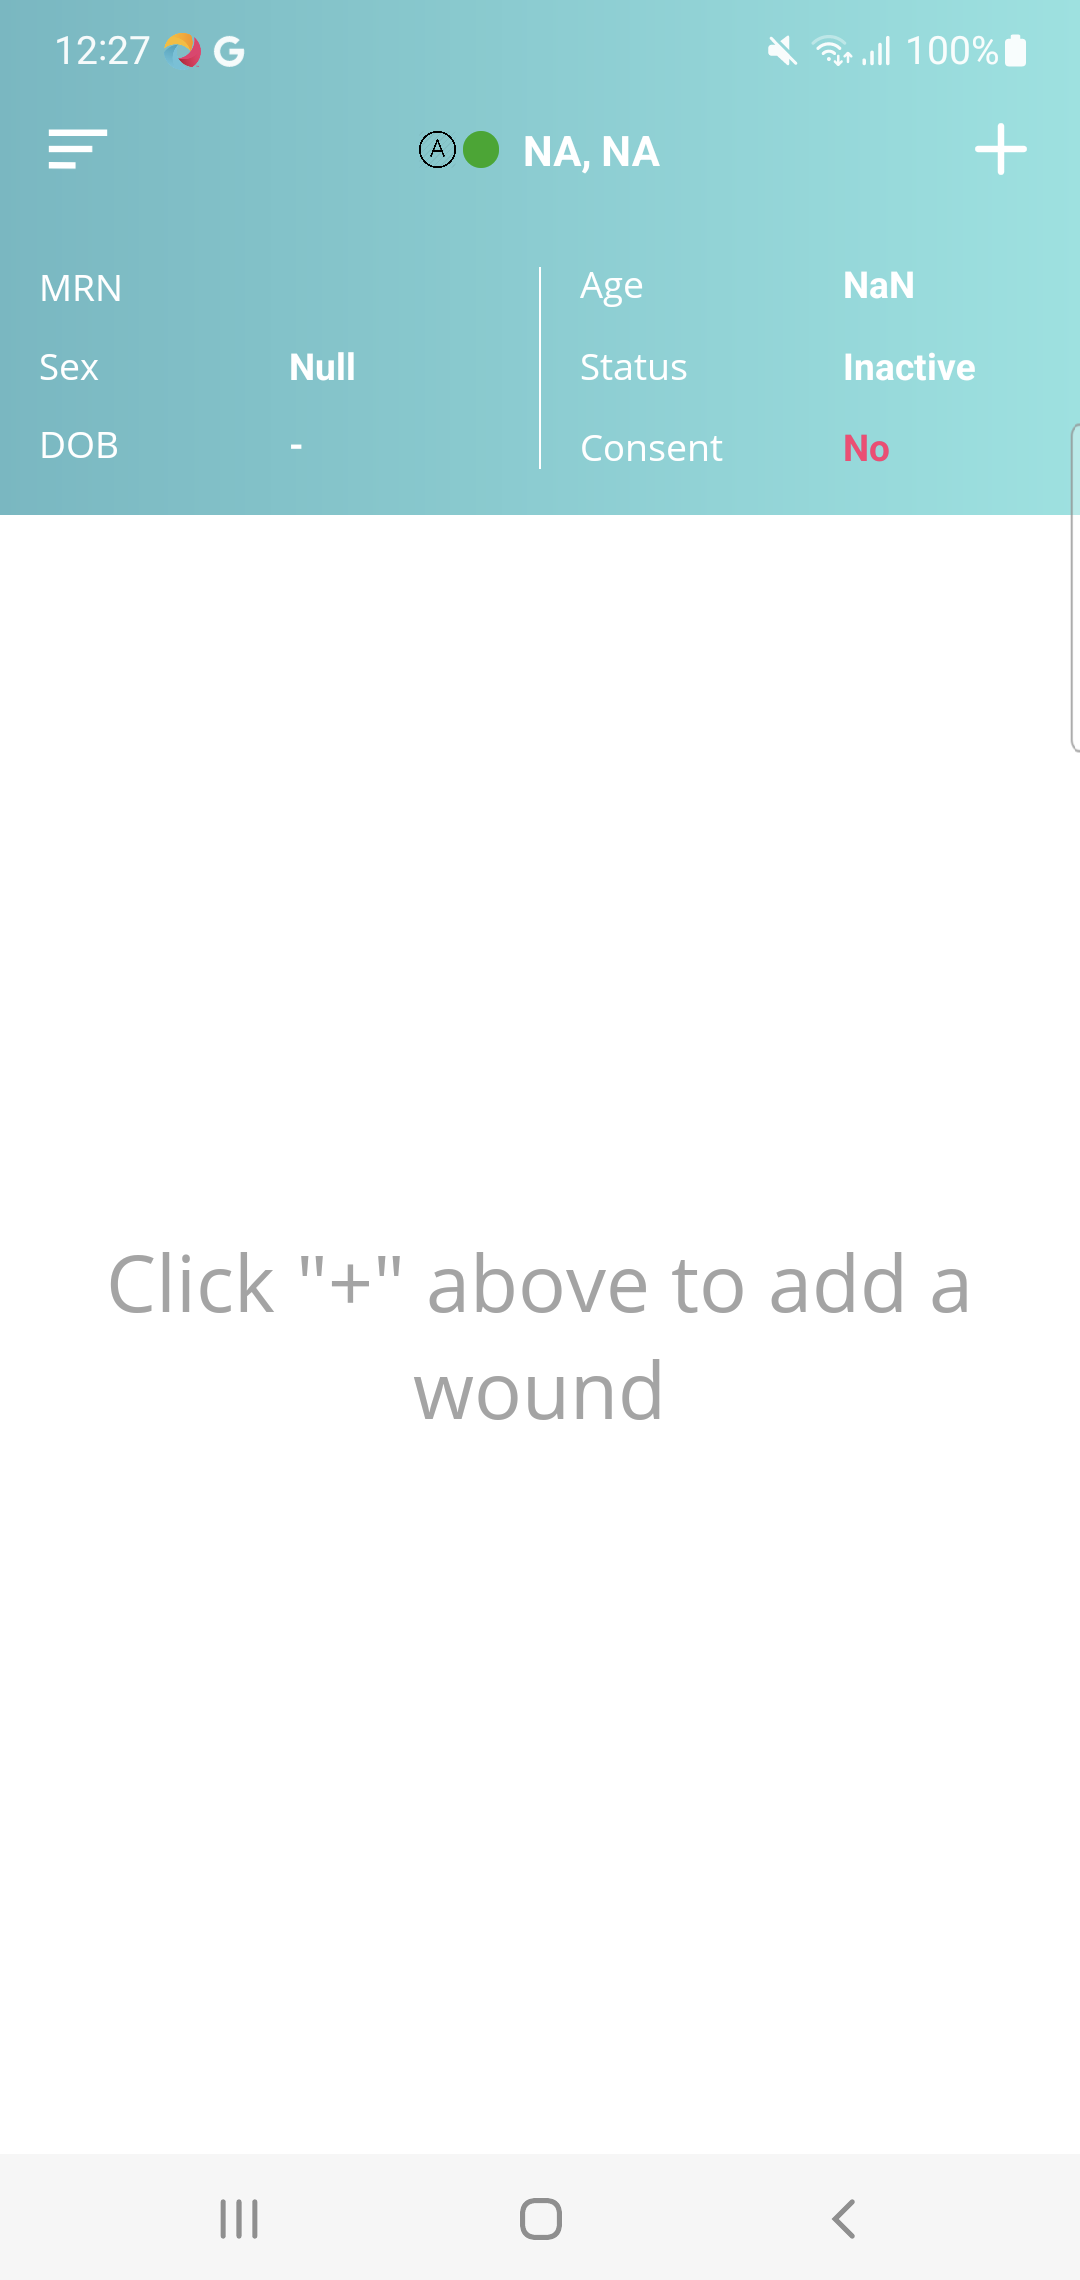 12:27 G 100%
A NA, NA
MRN
Sex Null
DOB -
Age NaN
Status Inactive
Consent No
Click "+" above to add a
wound